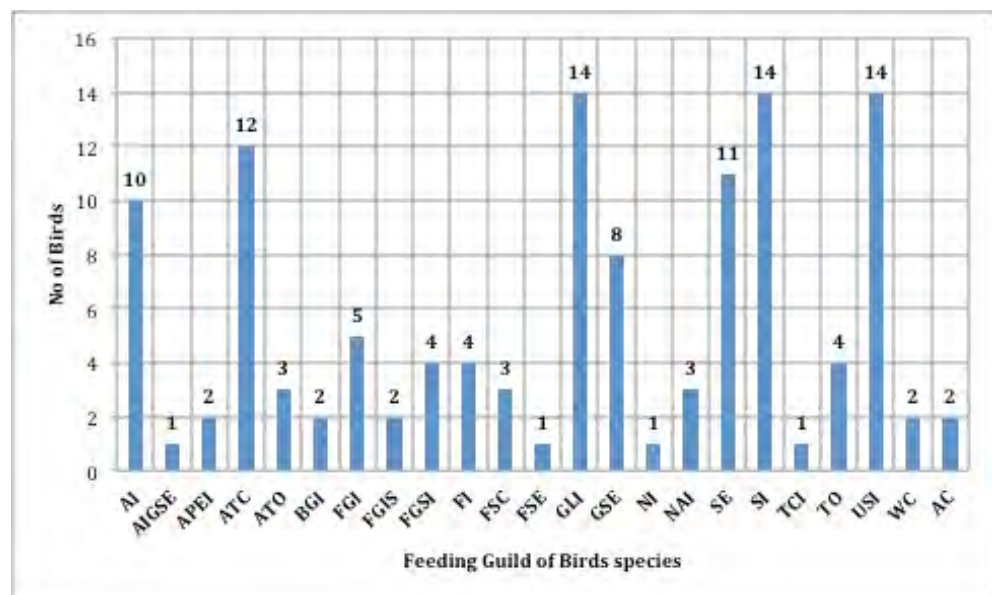 16
14
12
10
8
6
4
2
0
No of Birds
10
1
2
12
3
2
5
2
4
4
3
1
14
8
1
3
11
14
1
4
14
2
2
AI
AIGSE
APEI
ATC
ATO
BGI
FGI
FGIS
FGSI
FI
FSC
FSE
GLI
GSE
NI
NAI
SE
SI
TCI
TO
USI
WC
AC
Feeding Guild of Birds species